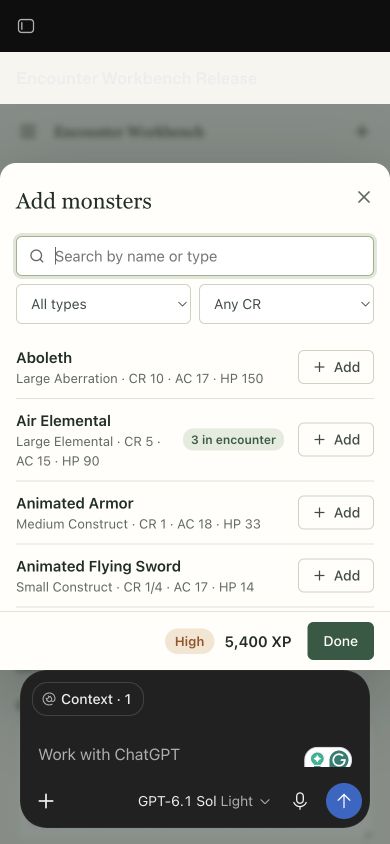 Encounter Workbench Release
Encounter Workbench
Add monsters
Search by name or type
All types
Any CR
Aboleth
Large Aberration · CR 10 · AC 17 · HP 150
+ Add
Air Elemental
Large Elemental · CR 5 ·
AC 15 · HP 90
3 in encounter
+ Add
Animated Armor
Medium Construct · CR 1 · AC 18 · HP 33
+ Add
Animated Flying Sword
Small Construct · CR 1/4 · AC 17 · HP 14
+ Add
High
5,400 XP
Done
@ Context · 1
Work with ChatGPT
GPT-6.1 Sol Light